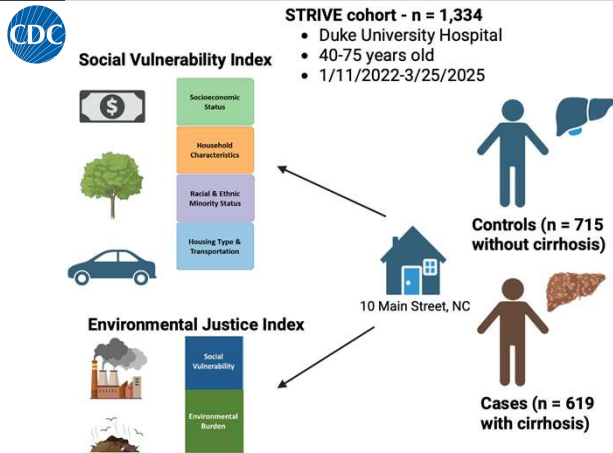 CDC
STRIVE cohort - n = 1,334
• Duke University Hospital
• 40-75 years old
• 1/11/2022-3/25/2025
Social Vulnerability Index
$
Socioeconomic
Status
Household
Characteristics
Racial & Ethnic
Minority Status
Housing Type &
Transportation
Controls (n = 715
without cirrhosis)
10 Main Street, NC
Environmental Justice Index
Social
Vulnerability
Environmental
Burden
Cases (n = 619
with cirrhosis)